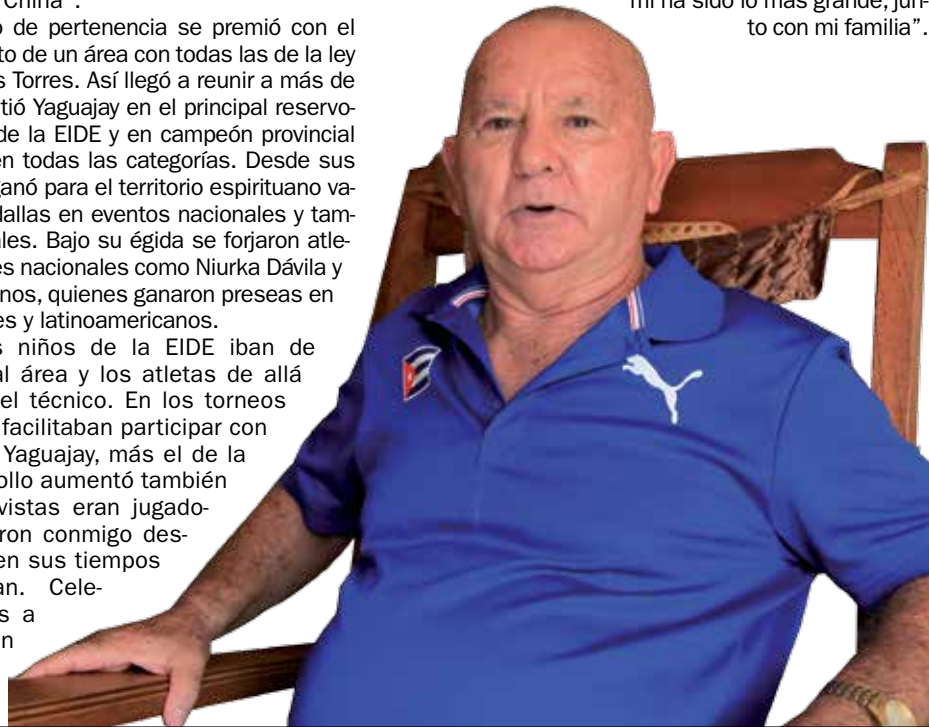 China".
o de pertenencia se premió con el
to de un área con todas las de la ley
s Torres. Así llegó a reunir a más de
tió Yaguajay en el principal reservo-
de la EIDE y en campeón provincial
en todas las categorías. Desde sus
ganó para el territorio espirituano va-
dallas en eventos nacionales y tam-
ales. Bajo su égida se forjaron atle-
es nacionales como Niurka Dávila y
nos, quienes ganaron preseas en
es y latinoamericanos.
s niños de la EIDE iban de
al área y los atletas de allá
el técnico. En los torneos
facilitaban participar con
Yaguajay, más el de la
ollo aumentó también
vistas eran jugado-
ron conmigo des-
en sus tiempos
an. Cele-
s a
n
mí ha sido lo más grande, jun-
to con mi familia".